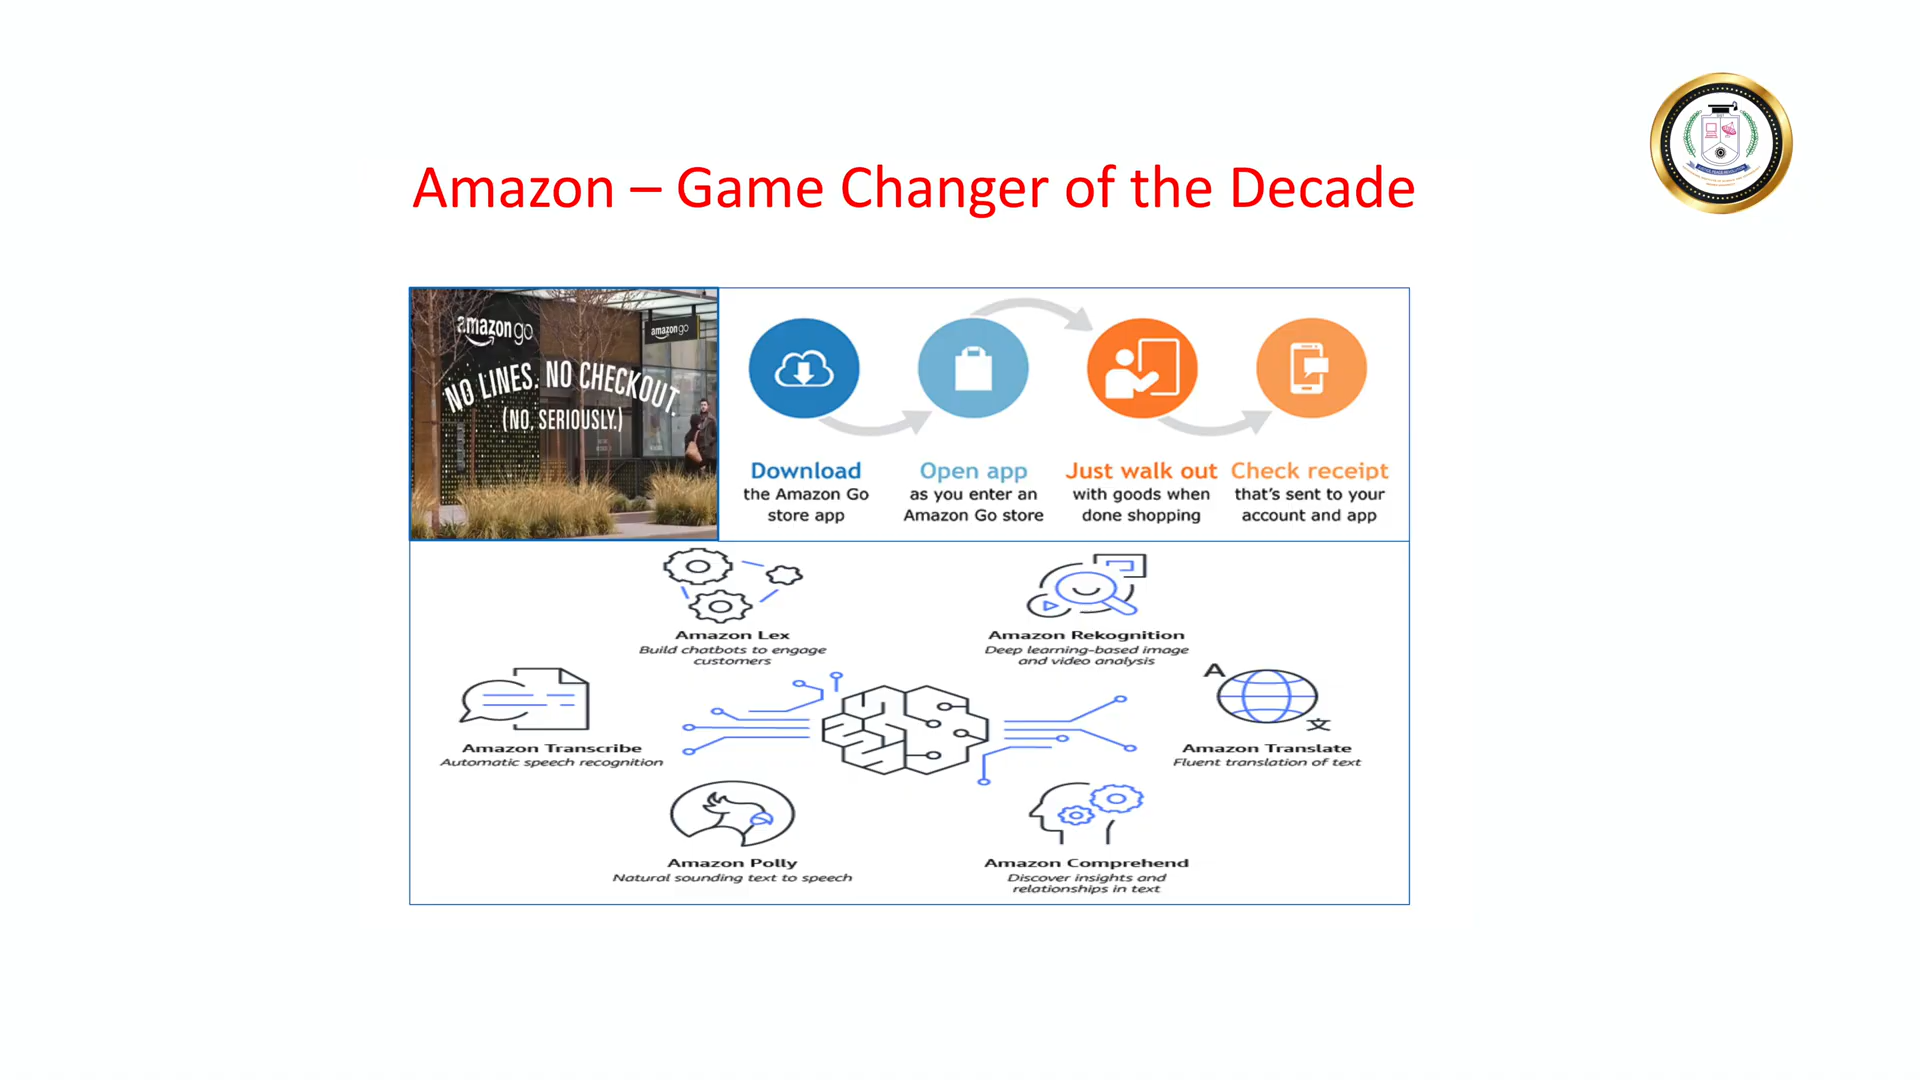 Amazon – Game Changer of the Decade
amazon go
amazon go
NO LINES. NO CHECKOUT.
(NO, SERIOUSLY.)
Download
the Amazon Go
store app
Open app
as you enter an
Amazon Go store
Just walk out
with goods when
done shopping
Check receipt
that's sent to your
account and app
Amazon Lex
Build chatbots to engage
customers
Amazon Rekognition
Deep learning-based image
and video analysis
Amazon Transcribe
Automatic speech recognition
A
文
Amazon Translate
Fluent translation of text
Amazon Polly
Natural sounding text to speech
Amazon Comprehend
Discover insights and
relationships in text